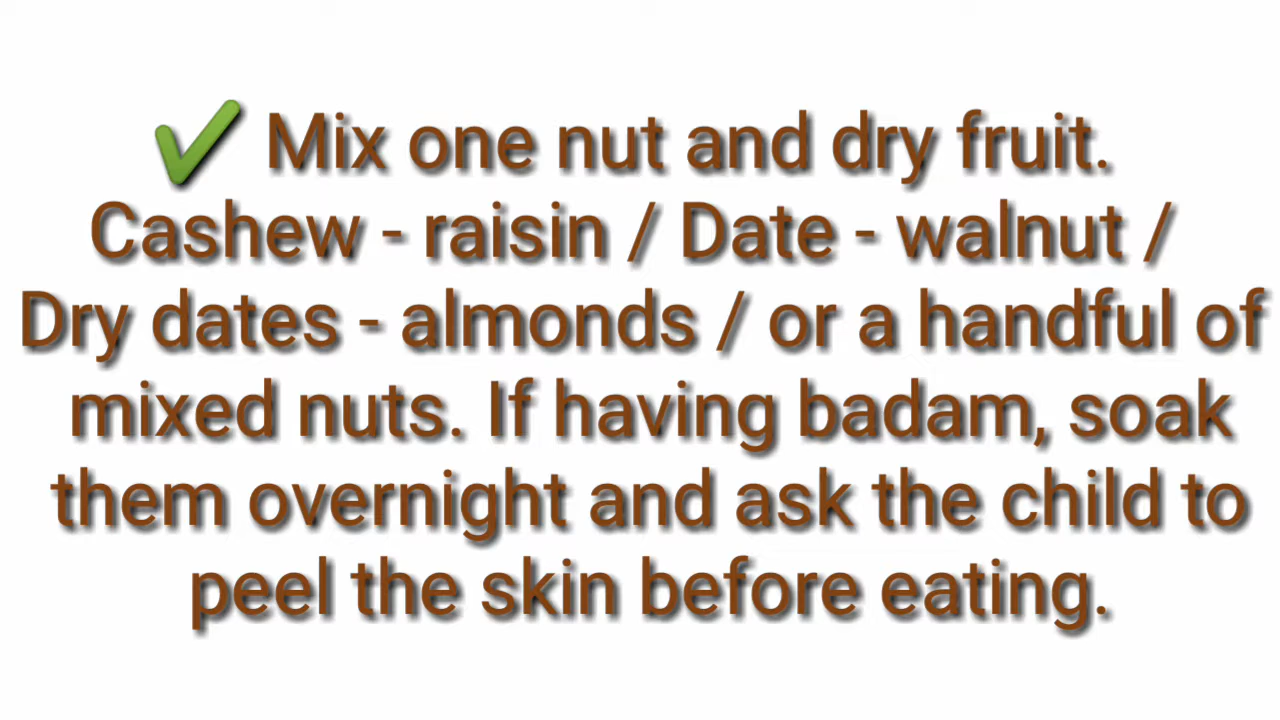 ✔ Mix one nut and dry fruit.
Cashew - raisin / Date - walnut /
Dry dates - almonds / or a handful of
mixed nuts. If having badam, soak
them overnight and ask the child to
peel the skin before eating.